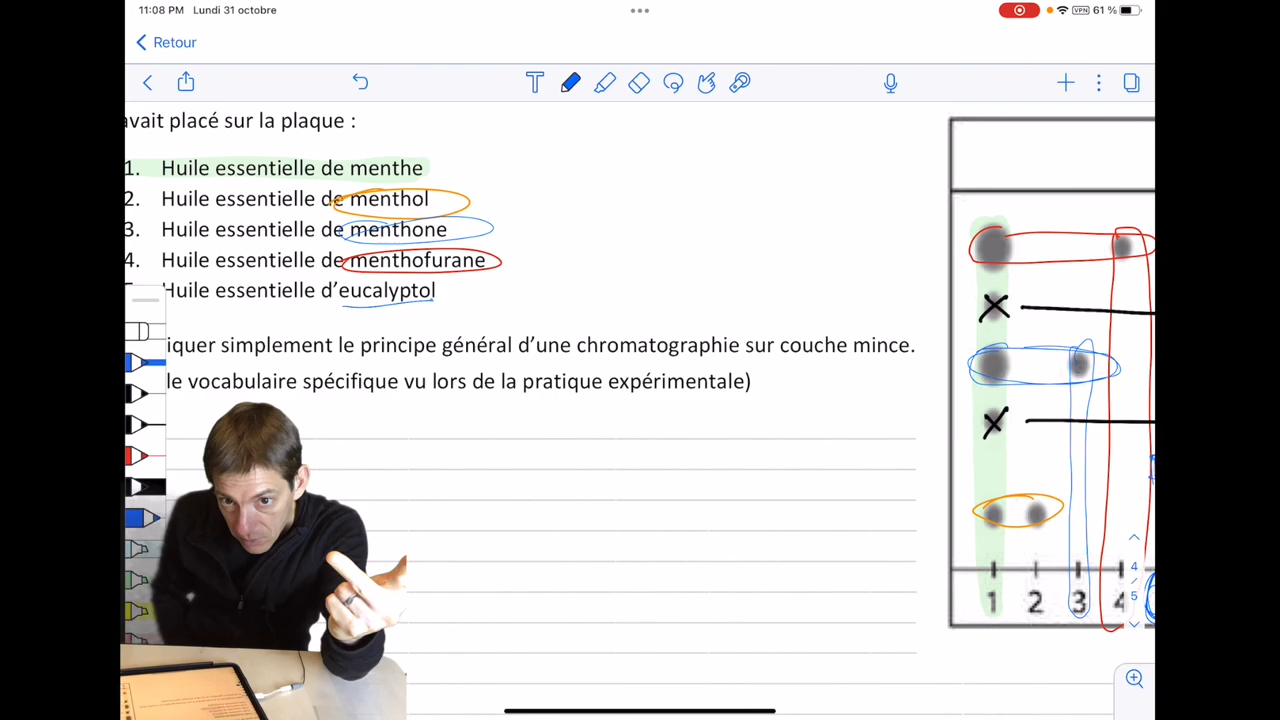 11:08 PM Lundi 31 octobre
VPN 61 %
Retour
avait placé sur la plaque :
1. Huile essentielle de menthe
2. Huile essentielle de menthol
3. Huile essentielle de menthone
4. Huile essentielle de menthofurane
Huile essentielle d’eucalyptol
iquer simplement le principe général d’une chromatographie sur couche mince.
le vocabulaire spécifique vu lors de la pratique expérimentale)
1 2 3 4
4
5